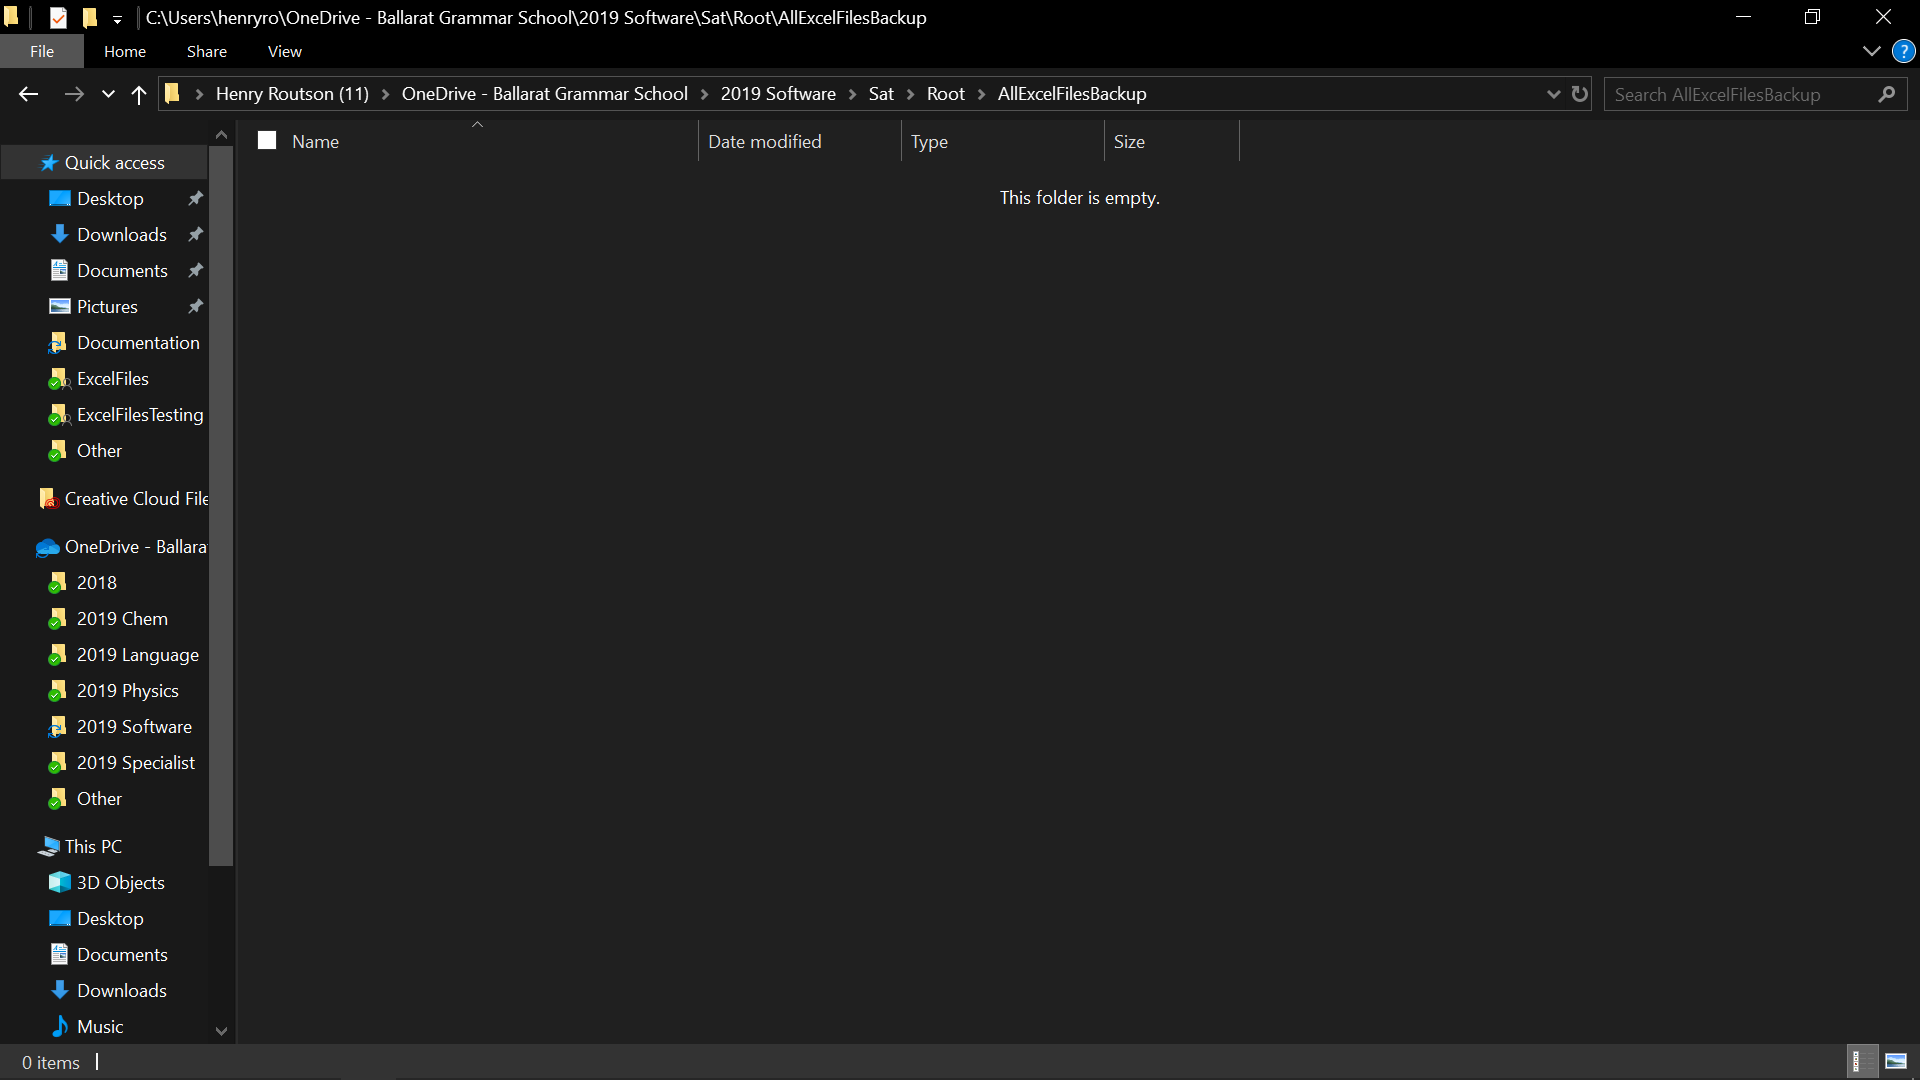 C:\Users\henryro\OneDrive - Ballarat Grammar School\2019 Software\Sat\Root\AllExcelFilesBackup
File Home Share View ?
Henry Routson (11) OneDrive - Ballarat Grammar School 2019 Software Sat Root AllExcelFilesBackup Search AllExcelFilesBackup
Name Date modified Type Size
This folder is empty.
Quick access
Desktop
Downloads
Documents
Pictures
Documentation
ExcelFiles
ExcelFilesTesting
Other
Creative Cloud File
OneDrive - Ballara
2018
2019 Chem
2019 Language
2019 Physics
2019 Software
2019 Specialist
Other
This PC
3D Objects
Desktop
Documents
Downloads
Music
0 items